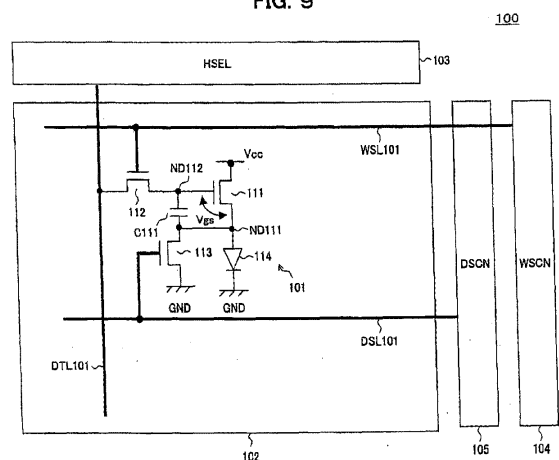 FIG. 9
100
HSEL
103
WSL101
Vcc
ND112
111
112
C111
Vgs
ND111
113
114
101
GND
GND
DSCN
WSCN
DSL101
DTL101
102
105
104